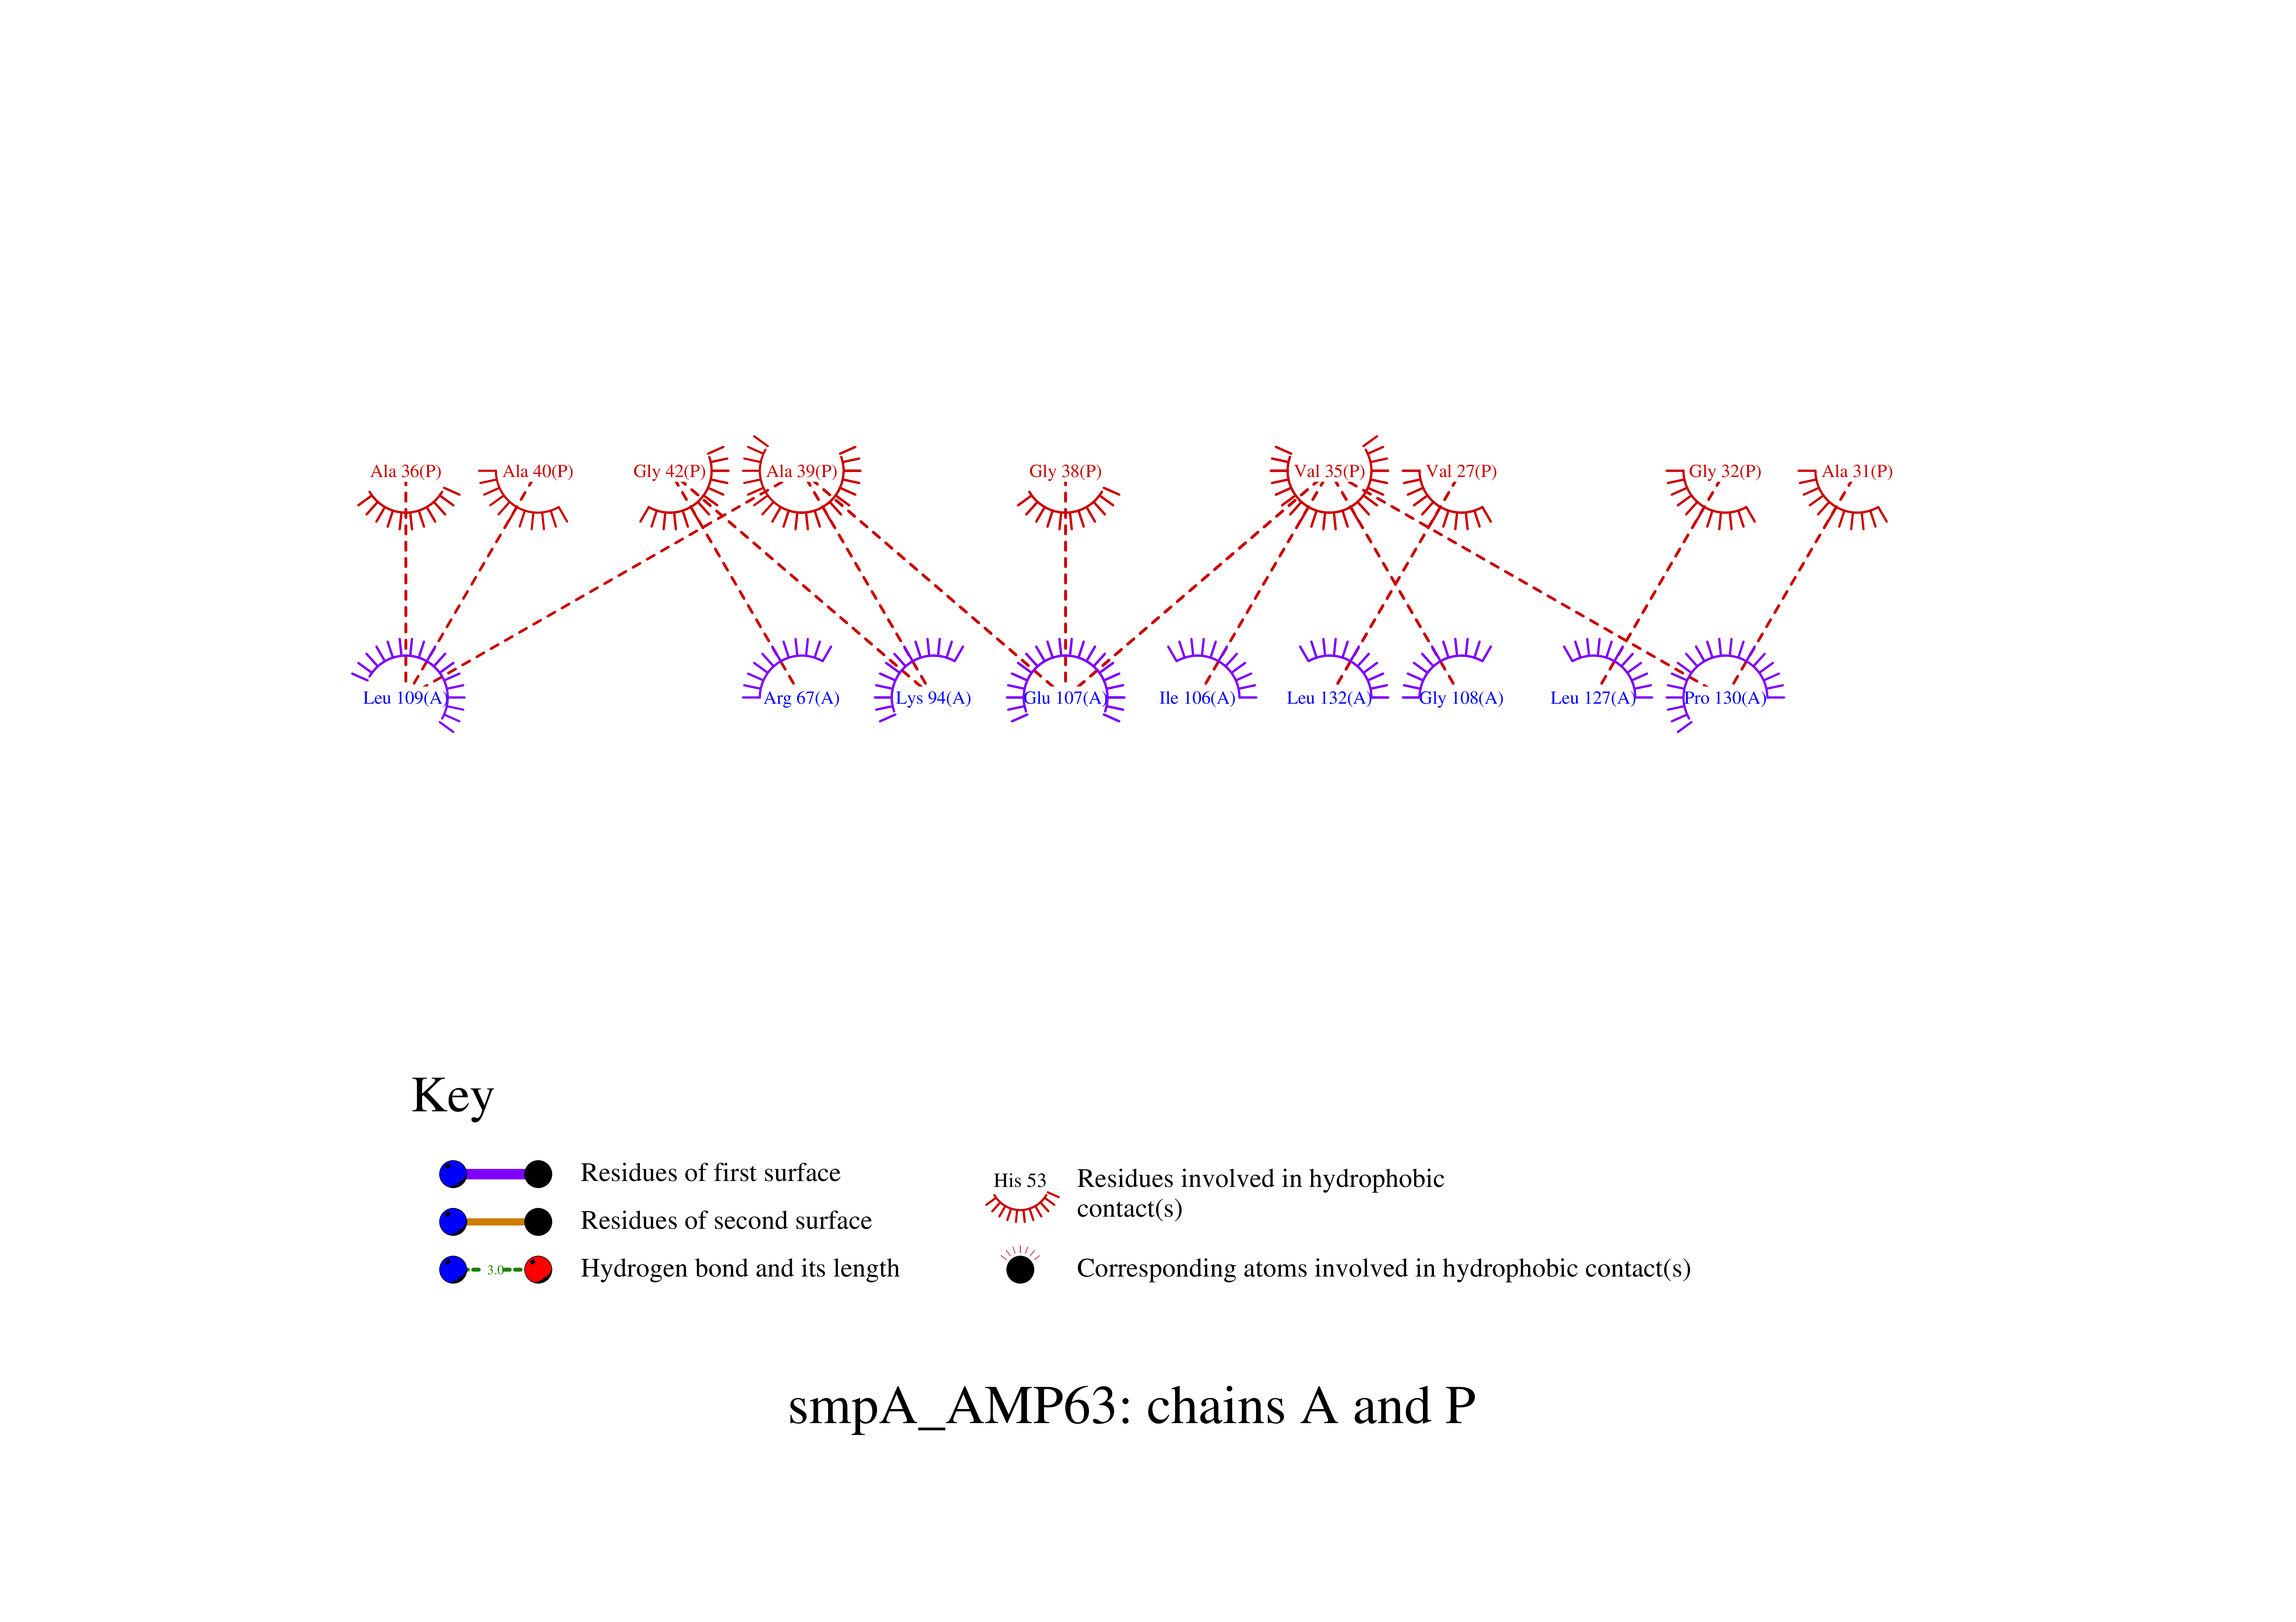 Ala 36(P) Ala 40(P) Gly 42(P) Ala 39(P) Gly 38(P) Val 35(P) Val 27(P) Gly 32(P) Ala 31(P)
Leu 109(A) Arg 67(A) Lys 94(A) Glu 107(A) Ile 106(A) Leu 132(A) Gly 108(A) Leu 127(A) Pro 130(A)
Key
Residues of first surface
Residues of second surface
3.0 Hydrogen bond and its length
His 53 Residues involved in hydrophobic
contact(s)
Corresponding atoms involved in hydrophobic contact(s)
smpA_AMP63: chains A and P